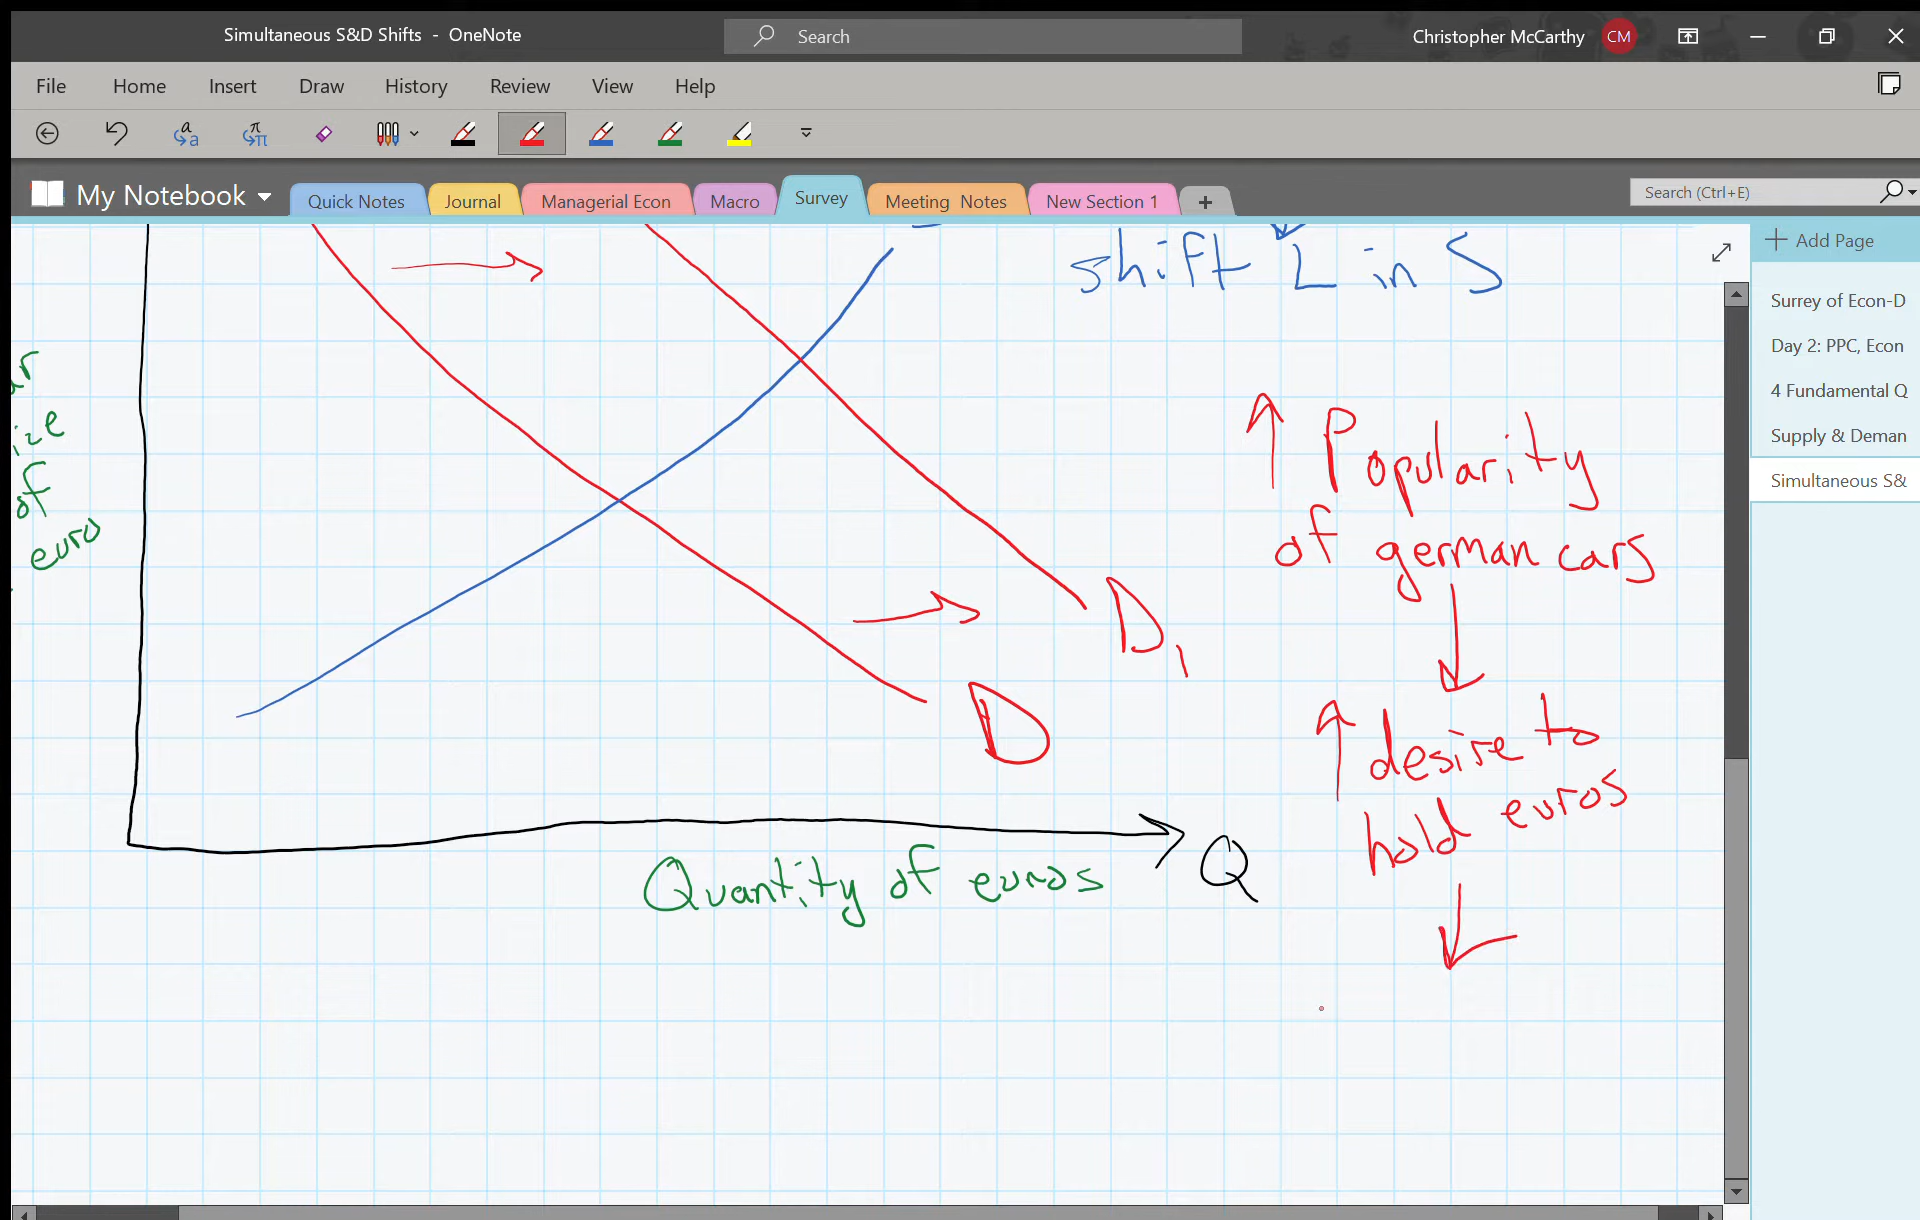 Simultaneous S&D Shifts - OneNote
Search
Christopher McCarthy CM
File Home Insert Draw History Review View Help
My Notebook
Quick Notes Journal Managerial Econ Macro Survey Meeting Notes New Section 1 +
Search (Ctrl+E)
Add Page
Surrey of Econ-D
Day 2: PPC, Econ
4 Fundamental Q
Supply & Deman
Simultaneous S&
shift L in S
of
euro
↑ Popularity
of german cars
↓
↑ desire to
hold euros
↓
D₁
D
Q
Quantity of euros